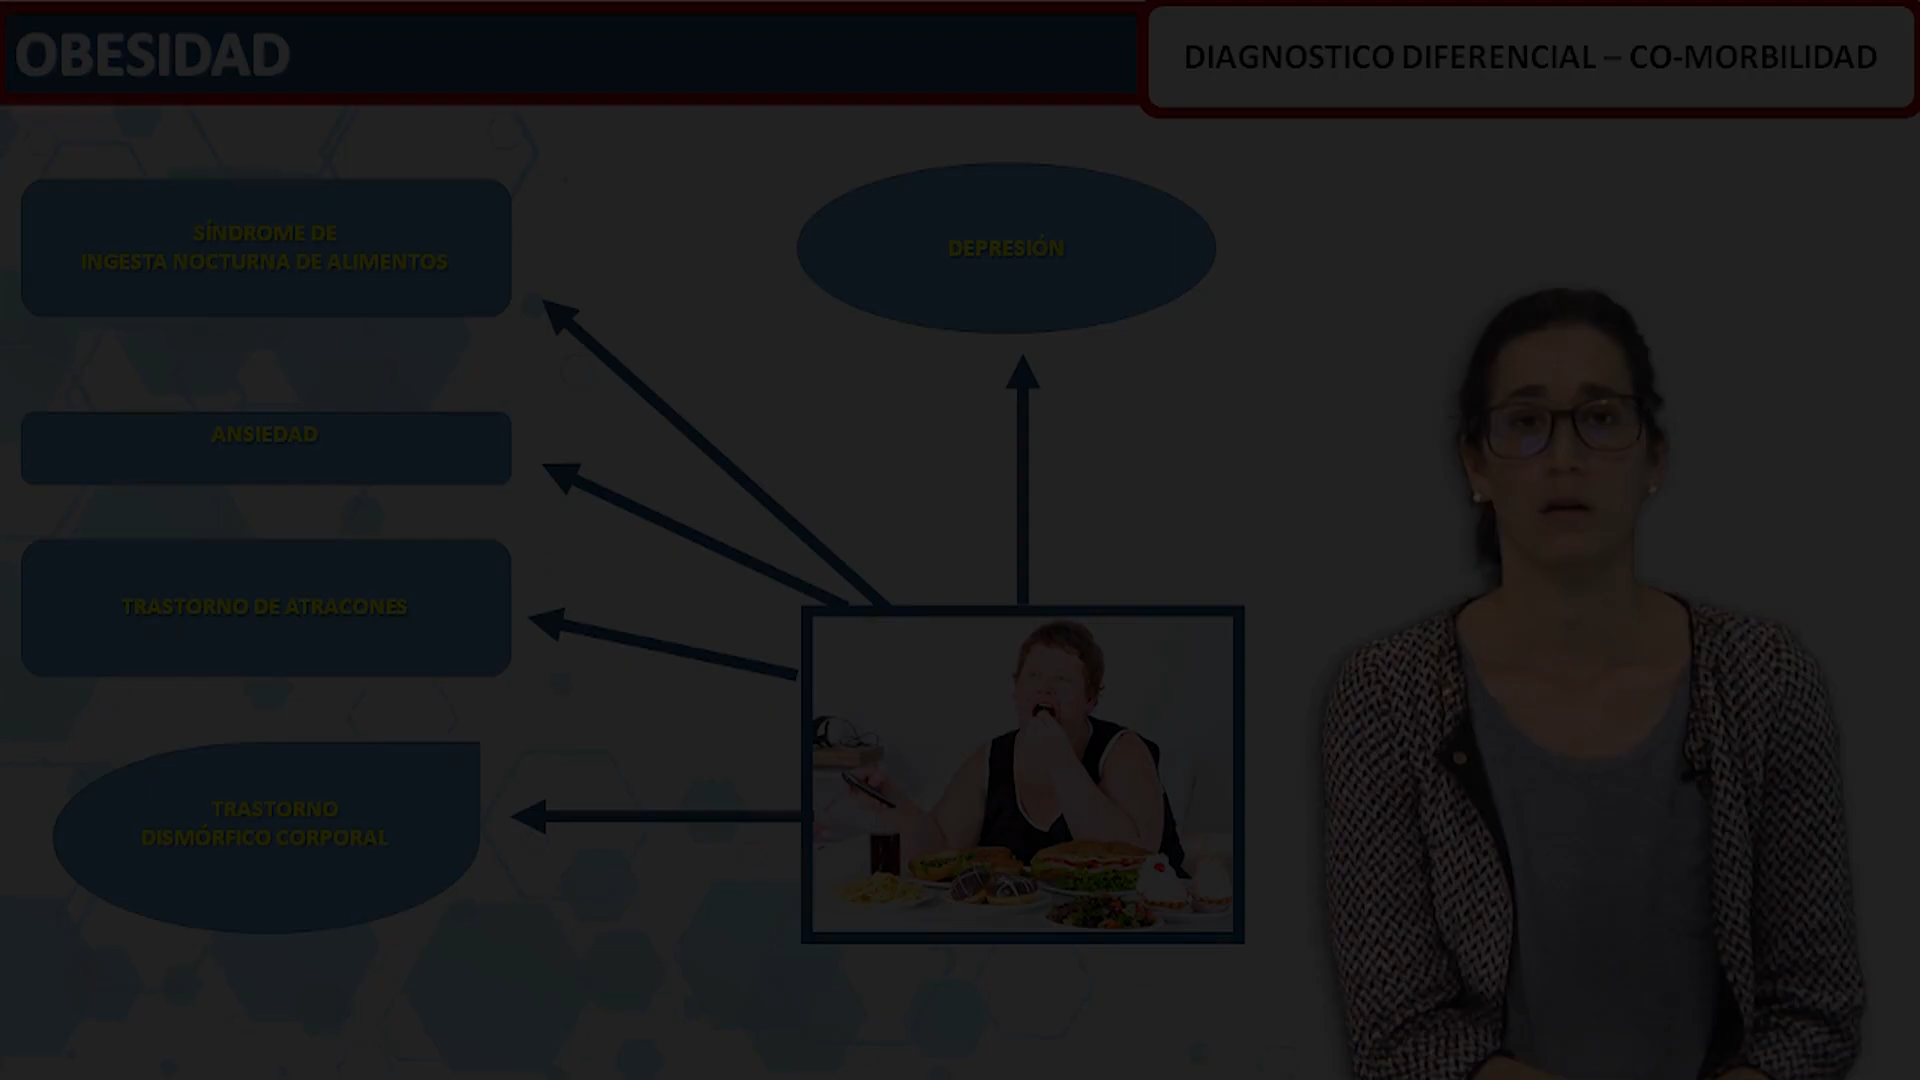 OBESIDAD
DIAGNOSTICO DIFERENCIAL – CO-MORBILIDAD
SÍNDROME DE
INGESTA NOCTURNA DE ALIMENTOS
DEPRESIÓN
ANSIEDAD
TRASTORNO DE ATRACONES
TRASTORNO
DISMÓRFICO CORPORAL